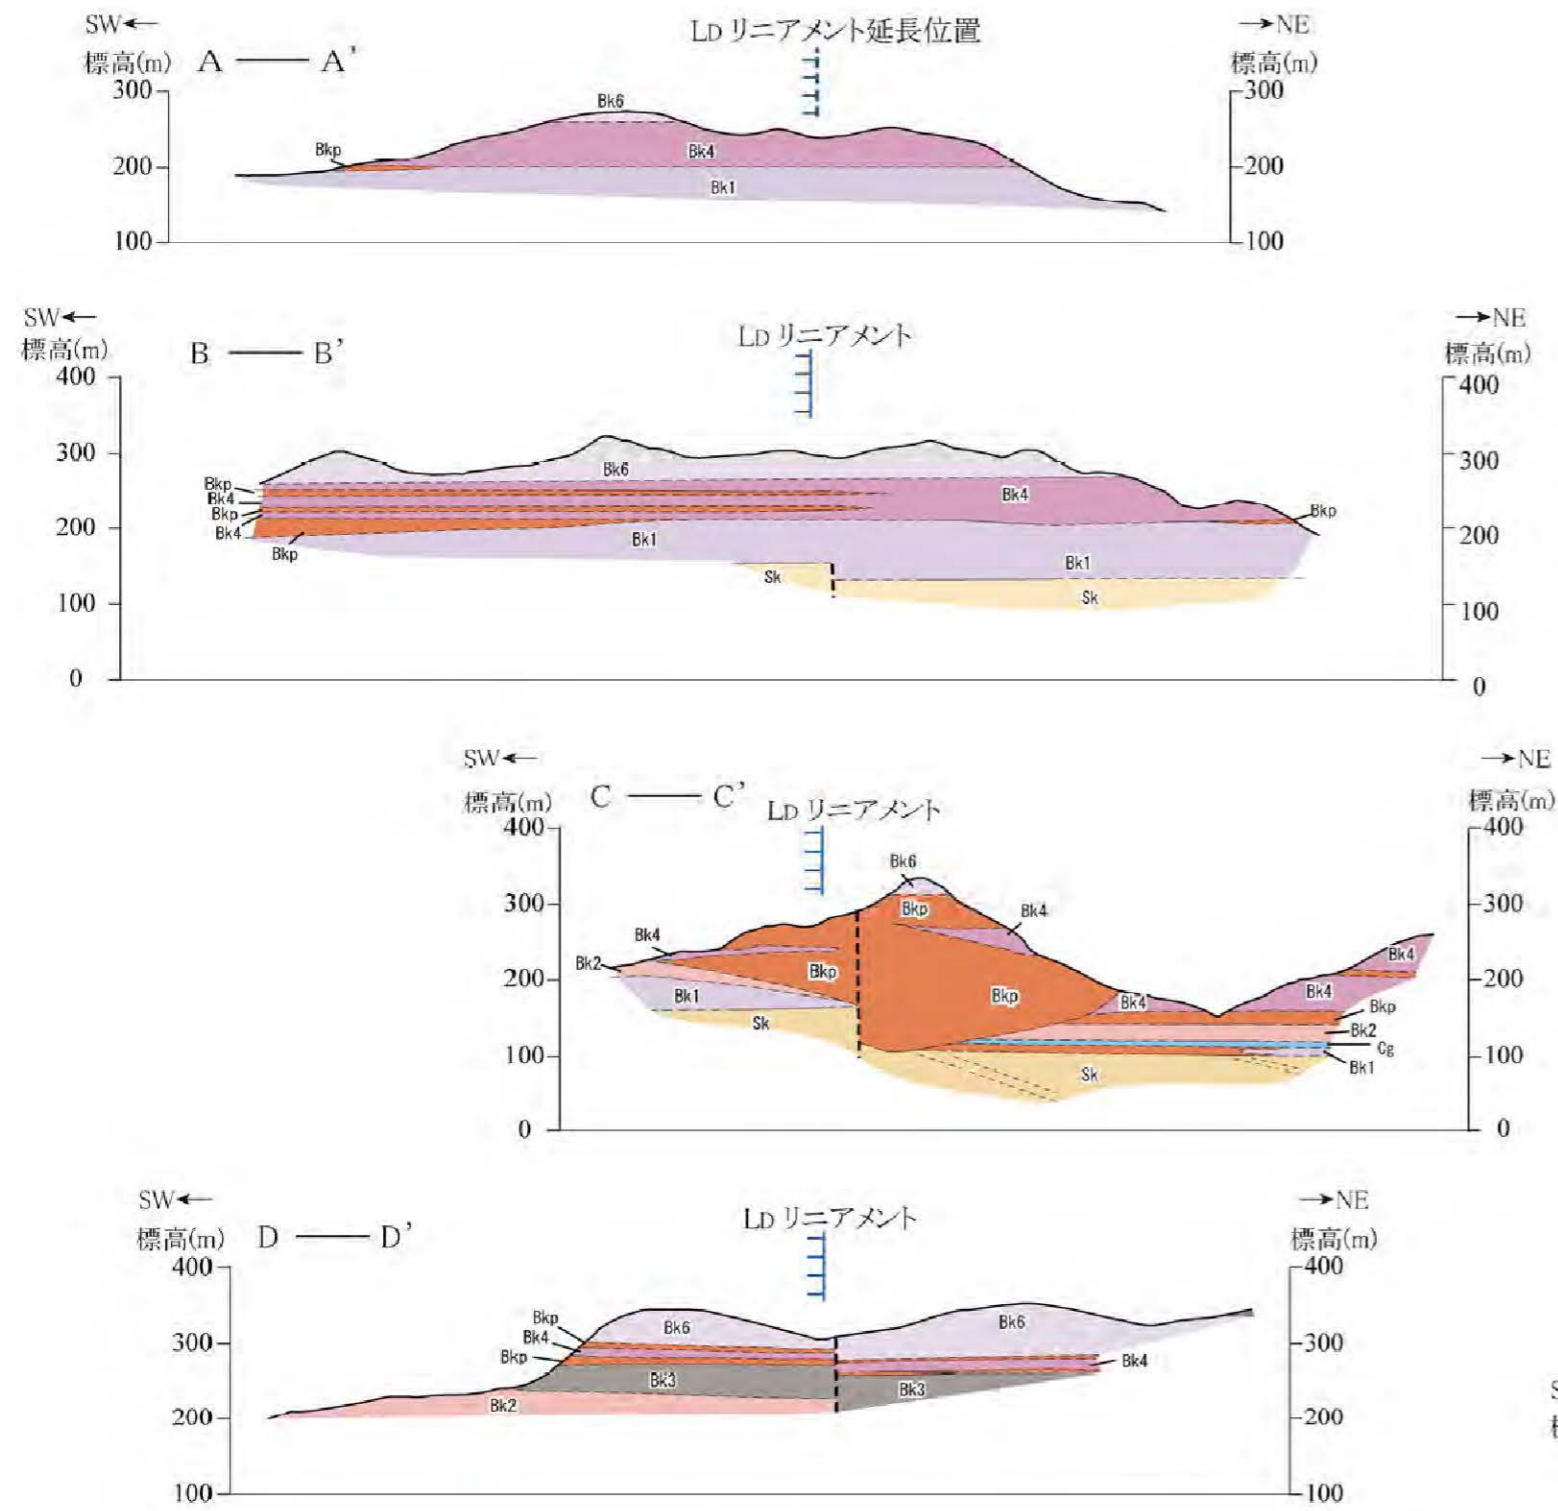 SW← LD リニアメント延長位置 →NE
標高(m) A — A' 標高(m)
300 Bk6 300
Bkp Bk4
200 200
Bk1
100 100
SW← LD リニアメント →NE
標高(m) B — B' 標高(m)
400 400
300 300
Bk6
Bkp Bk4
Bk4
Bkp Bkp
200 Bk4 200
Bkp Bk1 Bk1
Sk Sk
100 100
0 0
SW← →NE
標高(m) C — C' LD リニアメント 標高(m)
400 400
Bk6
300 Bkp Bk4 300
Bk4 Bk4
Bk2 Bkp
200 200
Bk1 Bkp Bk4 Bk4 Bkp
Sk Bk2
Cg
100 Sk Bk1 100
0 0
SW← LD リニアメント →NE
標高(m) D — D' 標高(m)
400 400
Bkp Bk6 Bk6
300 Bk4 300
Bkp Bk4
Bk3 Bk3
Bk2
200 200
100 100